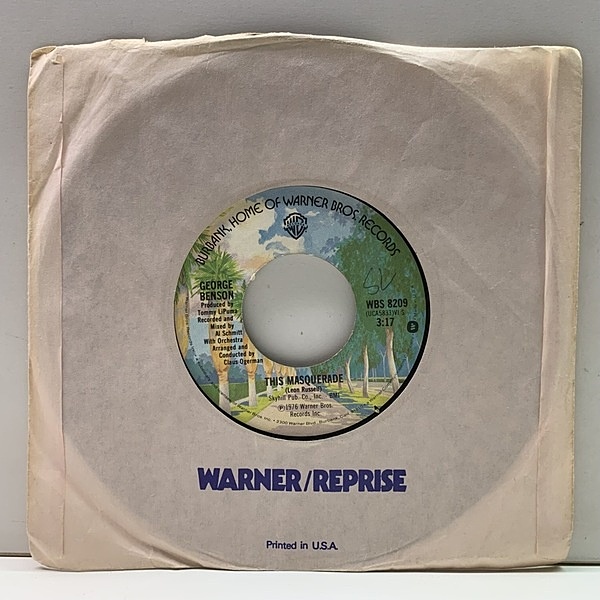 BURBANK, HOME OF WARNER BROS. RECORDS
GEORGE
BENSON
Produced by
Tommy LiPuma
Recorded and
Mixed by
Al Schmitt
With Orchestra
Arranged and
Conducted by
Claus Ogerman
SV
WBS 8209
3:17
THIS MASQUERADE
(Leon Russell)
Skyhill Pub. Co., Inc. BMI
℗1976 Warner Bros.
Records Inc.
WARNER/REPRISE
Printed in U.S.A.